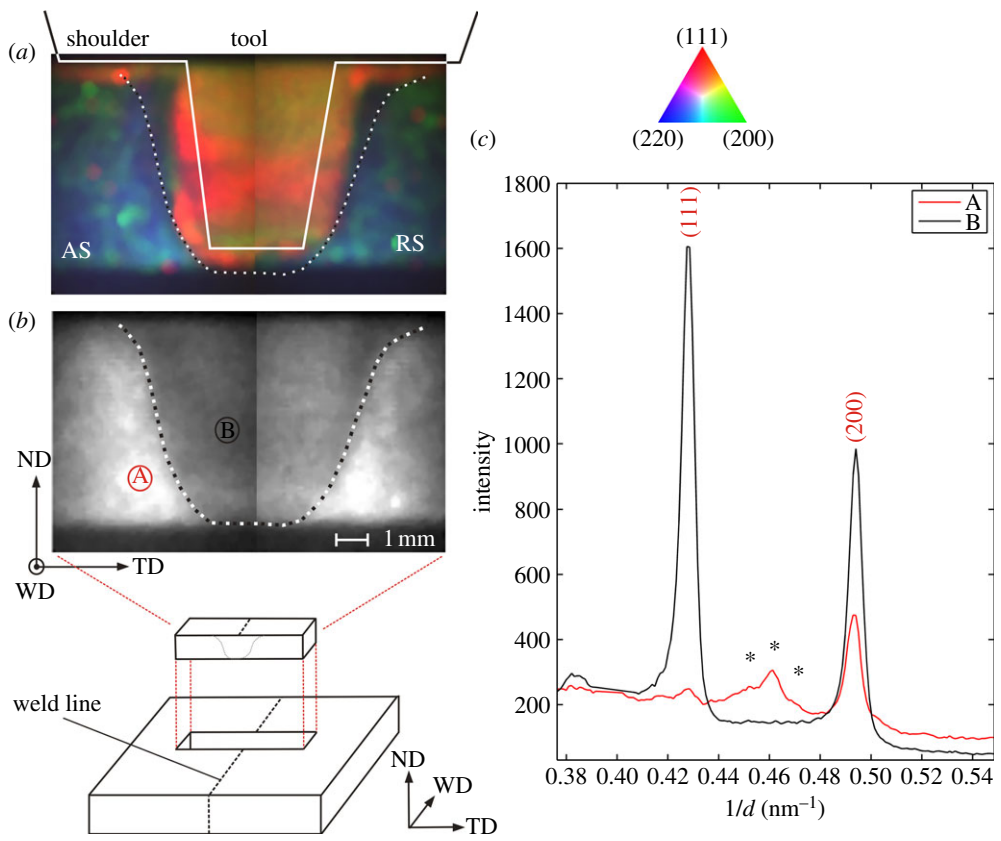 (a)
shoulder
tool
AS
RS
(b)
A
B
1 mm
ND
TD
WD
weld line
ND
WD
TD
(111)
(220)
(200)
(c)
1800
1600
1400
1200
1000
800
600
400
200
intensity
(111)
(200)
A
B
* * *
0.38 0.40 0.42 0.44 0.46 0.48 0.50 0.52 0.54
1/d (nm⁻¹)